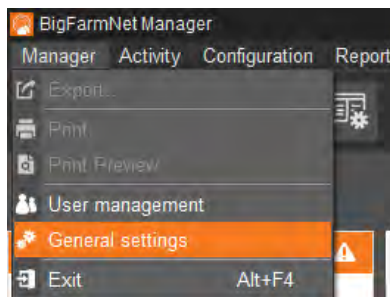 BigFarmNet Manager
Manager Activity Configuration Report
Export...
Print
Print Preview
User management
General settings
Exit Alt+F4